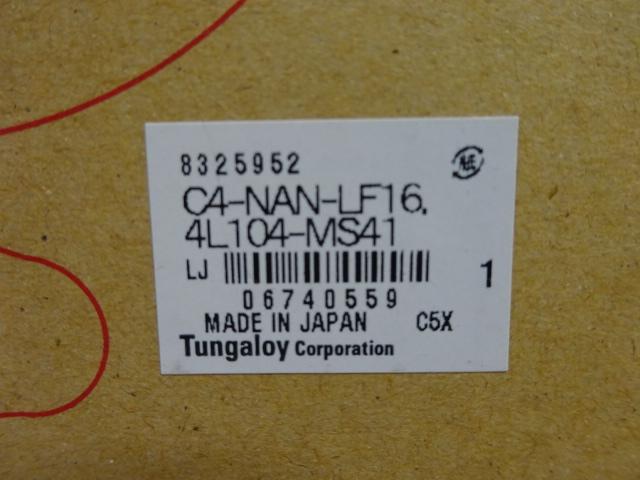 8325952
C4-NAN-LF16.
4L104-MS41
LJ
1
06740559
MADE IN JAPAN C5X
Tungaloy Corporation